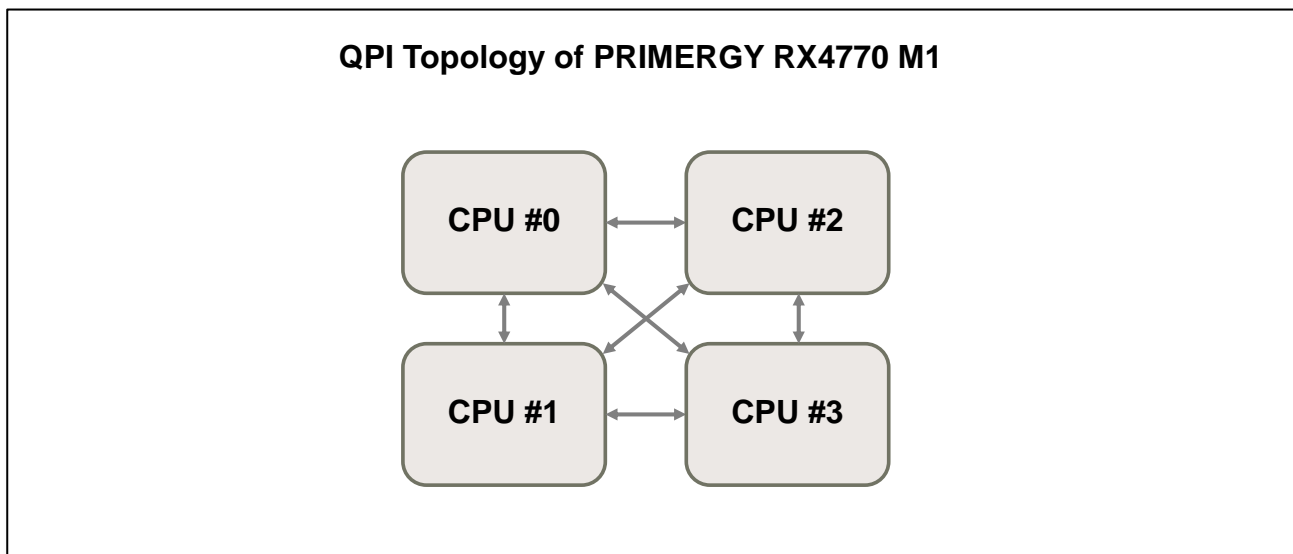 QPI Topology of PRIMERGY RX4770 M1
CPU #0
CPU #2
CPU #1
CPU #3